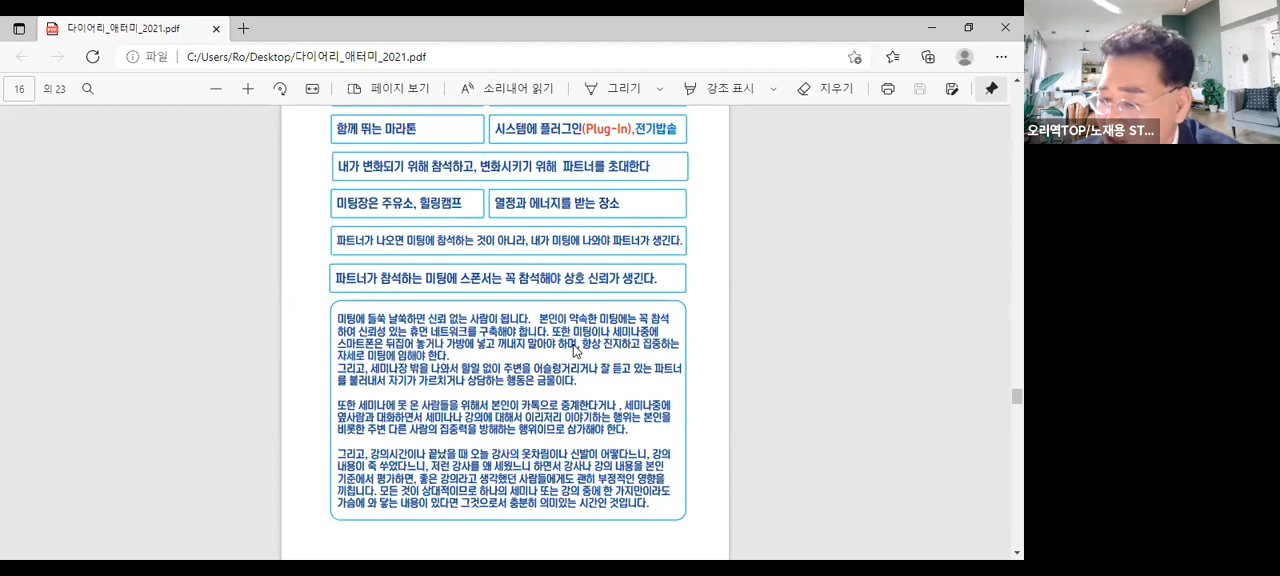 다이어리_애터미_2021.pdf
파일 C:/Users/Ro/Desktop/다이어리_애터미_2021.pdf
16 의 23 페이지 보기 소리내어 읽기 그리기 강조 표시 지우기
함께 뛰는 마라톤 시스템에 플러그인(Plug-In),전기밥솥
내가 변화되기 위해 참석하고, 변화시키기 위해 파트너를 초대한다
미팅장은 주유소, 힐링캠프 열정과 에너지를 받는 장소
파트너가 나오면 미팅에 참석하는 것이 아니라, 내가 미팅에 나와야 파트너가 생긴다.
파트너가 참석하는 미팅에 스폰서는 꼭 참석해야 상호 신뢰가 생긴다.
미팅에 들쑥 날쑥하면 신뢰 없는 사람이 됩니다. 본인이 약속한 미팅에는 꼭 참석
하여 신뢰성 있는 휴먼 네트워크를 구축해야 합니다. 또한 미팅이나 세미나중에
스마트폰은 뒤집어 놓거나 가방에 넣고 꺼내지 말아야 하며, 항상 진지하고 집중하는
자세로 미팅에 임해야 한다.
그리고, 세미나장 밖을 나와서 할일 없이 주변을 어슬렁거리거나 잘 듣고 있는 파트너
를 불러내서 자기가 가르치거나 상담하는 행동은 금물이다.
또한 세미나에 못 온 사람들을 위해서 본인이 카톡으로 중계한다거나 , 세미나중에
옆사람과 대화하면서 세미나나 강의에 대해서 이리저리 이야기하는 행위는 본인을
비롯한 주변 다른 사람의 집중력을 방해하는 행위이므로 삼가해야 한다.
그리고, 강의시간이나 끝났을 때 오늘 강사의 옷차림이나 신발이 어떻다느니, 강의
내용이 죽 쑤었다느니, 저런 강사를 왜 세웠느니 하면서 강사나 강의 내용을 본인
기준에서 평가하면, 좋은 강의라고 생각했던 사람들에게도 괜히 부정적인 영향을
끼칩니다. 모든 것이 상대적이므로 하나의 세미나 또는 강의 중에 한 가지만이라도
가슴에 와 닿는 내용이 있다면 그것으로서 충분히 의미있는 시간인 것입니다.
오리역TOP/노재용 ST...